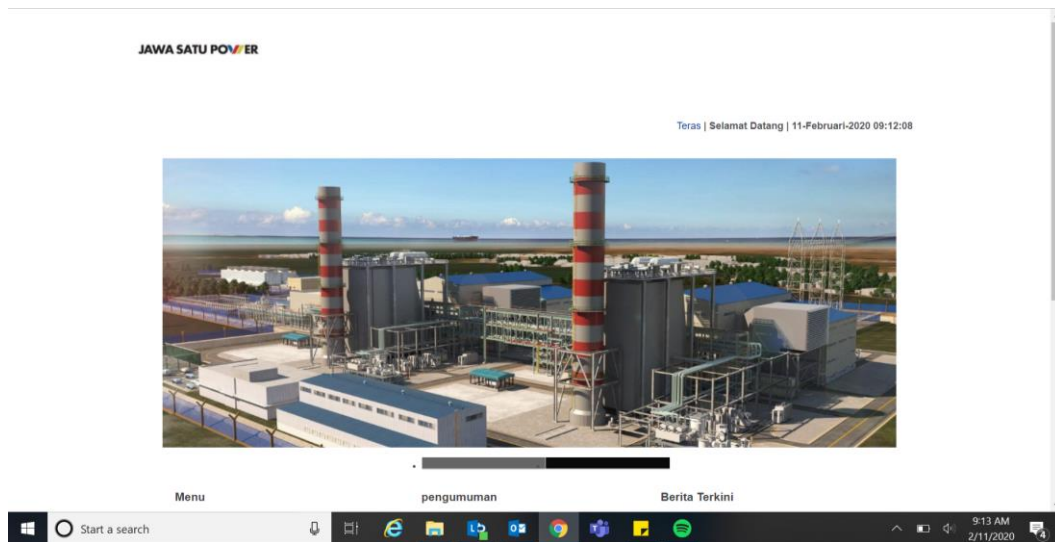 JAWA SATU POWER
Teras | Selamat Datang | 11-Februari-2020 09:12:08
Menu
pengumuman
Berita Terkini
Start a search
9:13 AM
2/11/2020
4